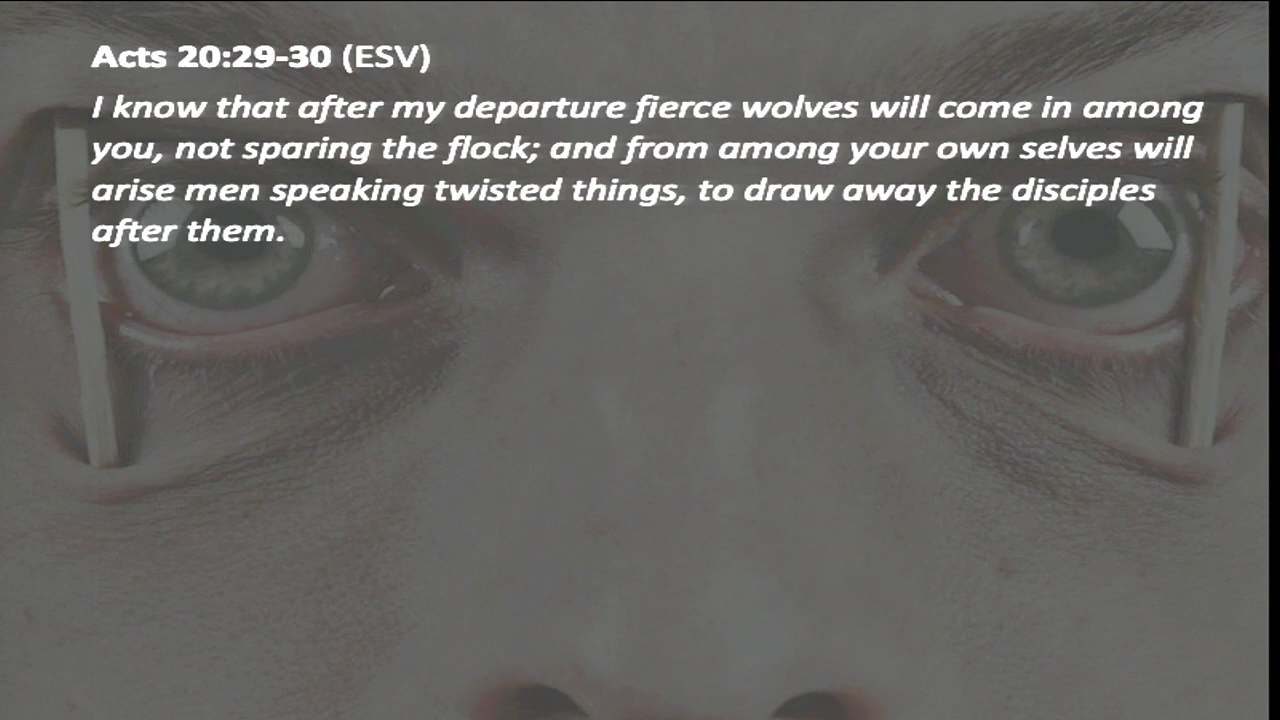 Acts 20:29-30 (ESV)
I know that after my departure fierce wolves will come in among
you, not sparing the flock; and from among your own selves will
arise men speaking twisted things, to draw away the disciples
after them.